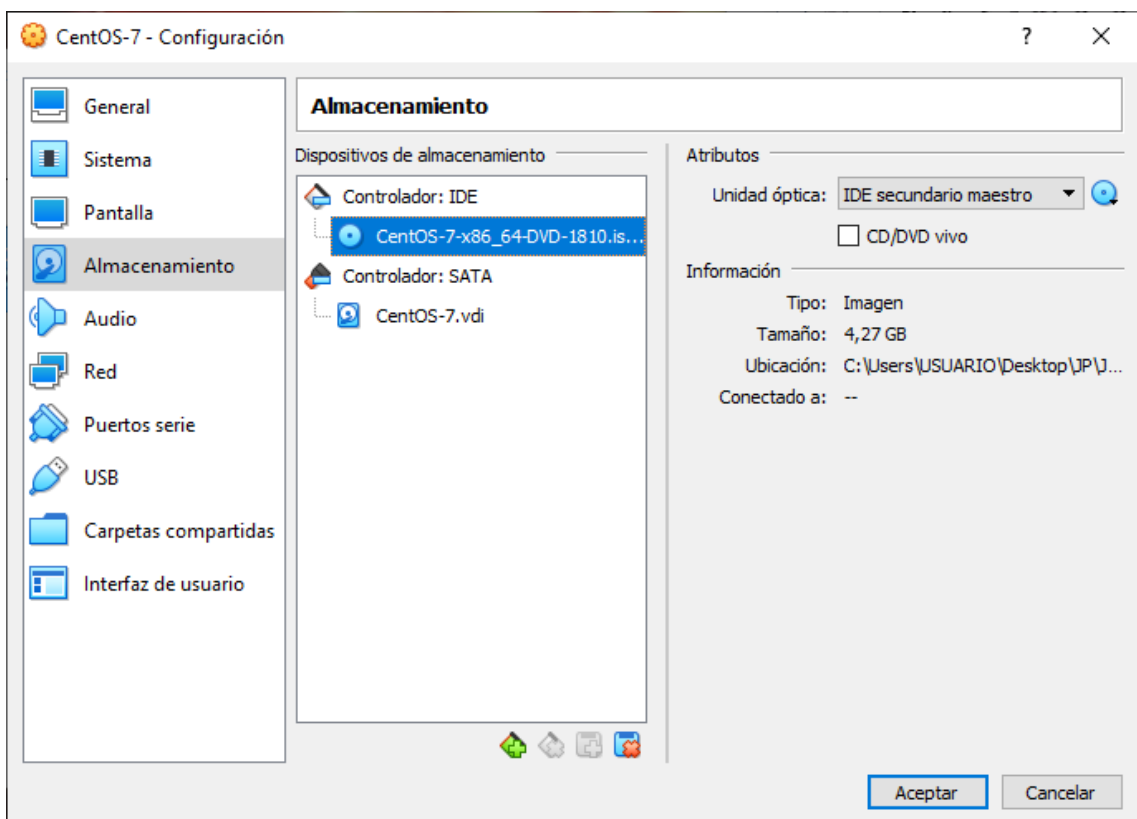 CentOS-7 - Configuración
?
General
Sistema
Pantalla
Almacenamiento
Audio
Red
Puertos serie
USB
Carpetas compartidas
Interfaz de usuario
Almacenamiento
Dispositivos de almacenamiento
Controlador: IDE
CentOS-7-x86_64-DVD-1810.is...
Controlador: SATA
CentOS-7.vdi
Atributos
Unidad óptica: IDE secundario maestro
CD/DVD vivo
Información
Tipo: Imagen
Tamaño: 4,27 GB
Ubicación: C:\Users\USUARIO\Desktop\JP\J...
Conectado a: --
Aceptar Cancelar